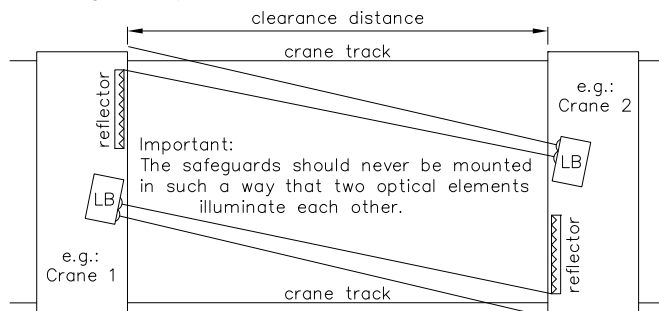 clearance distance
crane track
reflector
e.g.:
Crane 2
Important:
The safeguards should never be mounted
in such a way that two optical elements
illuminate each other.
LB
LB
e.g.:
Crane 1
reflector
crane track